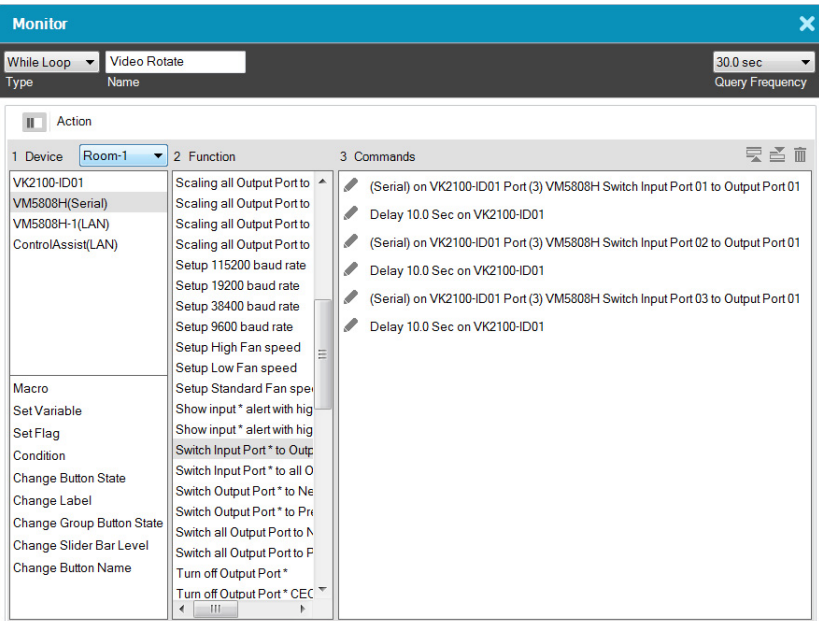 Monitor
While Loop
Video Rotate
30.0 sec
Type
Name
Query Frequency
Action
1 Device
Room-1
2 Function
3 Commands
VK2100-ID01
VM5808H(Serial)
VM5808H-1(LAN)
ControlAssist(LAN)
Macro
Set Variable
Set Flag
Condition
Change Button State
Change Label
Change Group Button State
Change Slider Bar Level
Change Button Name
Scaling all Output Port to
Scaling all Output Port to
Scaling all Output Port to
Scaling all Output Port to
Setup 115200 baud rate
Setup 19200 baud rate
Setup 38400 baud rate
Setup 9600 baud rate
Setup High Fan speed
Setup Low Fan speed
Setup Standard Fan spe
Show input * alert with hig
Show input * alert with hig
Switch Input Port * to Outp
Switch Input Port * to all O
Switch Output Port * to Ne
Switch Output Port * to Pre
Switch all Output Port to N
Switch all Output Port to P
Turn off Output Port *
Turn off Output Port * CEC
(Serial) on VK2100-ID01 Port (3) VM5808H Switch Input Port 01 to Output Port 01
Delay 10.0 Sec on VK2100-ID01
(Serial) on VK2100-ID01 Port (3) VM5808H Switch Input Port 02 to Output Port 01
Delay 10.0 Sec on VK2100-ID01
(Serial) on VK2100-ID01 Port (3) VM5808H Switch Input Port 03 to Output Port 01
Delay 10.0 Sec on VK2100-ID01